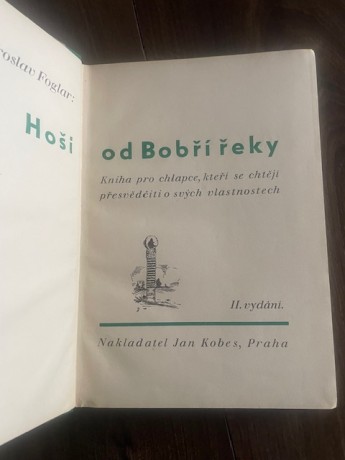 roslav Foglar:
Hoši od Bobří řeky
Kniha pro chlapce, kteří se chtějí
přesvědčiti o svých vlastnostech
II. vydání.
Nakladatel Jan Kobes, Praha